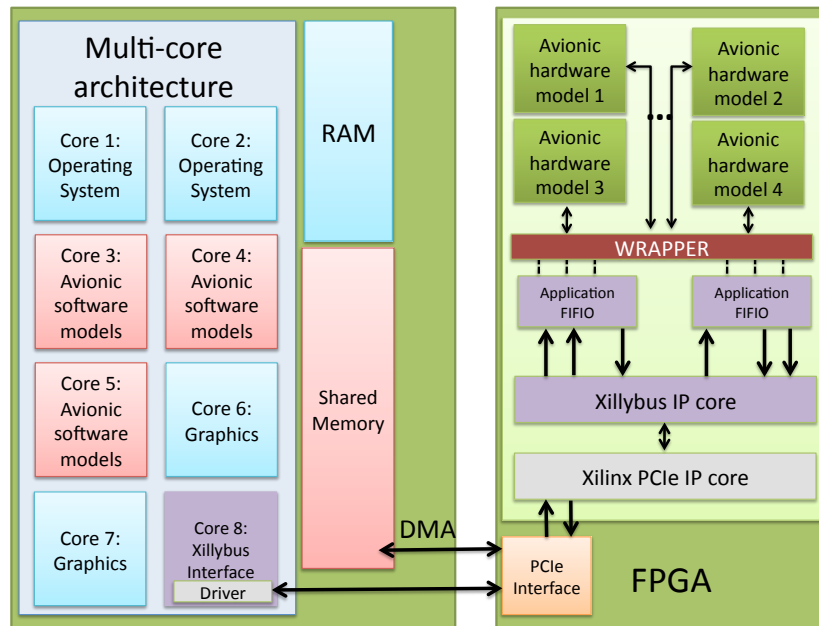 Multi-core
architecture
Core 1:
Operating
System
Core 2:
Operating
System
Core 3:
Avionic
software
models
Core 4:
Avionic
software
models
Core 5:
Avionic
software
models
Core 6:
Graphics
Core 7:
Graphics
Core 8:
Xillybus
Interface
Driver
RAM
Shared
Memory
DMA
Avionic
hardware
model 1
Avionic
hardware
model 2
Avionic
hardware
model 3
Avionic
hardware
model 4
WRAPPER
Application
FIFIO
Application
FIFIO
Xillybus IP core
Xilinx PCIe IP core
PCIe
Interface
FPGA